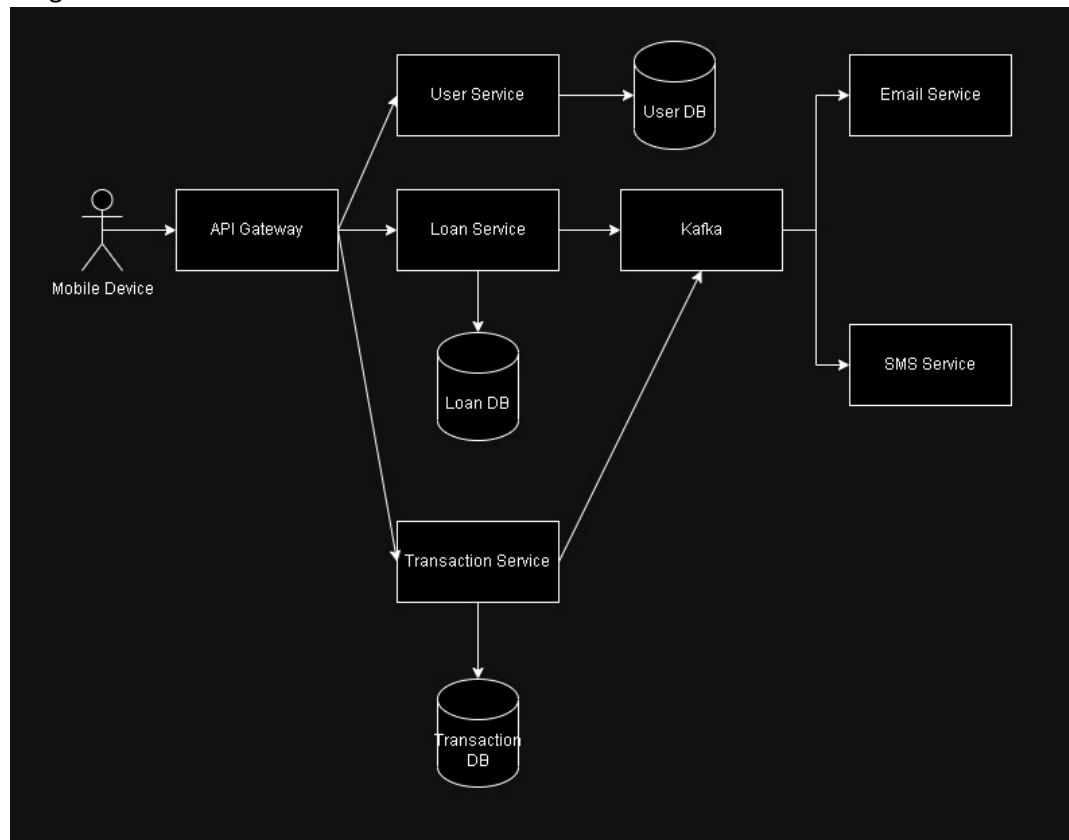 User Service
User DB
Email Service
API Gateway
Loan Service
Kafka
Mobile Device
SMS Service
Loan DB
Transaction Service
Transaction
DB